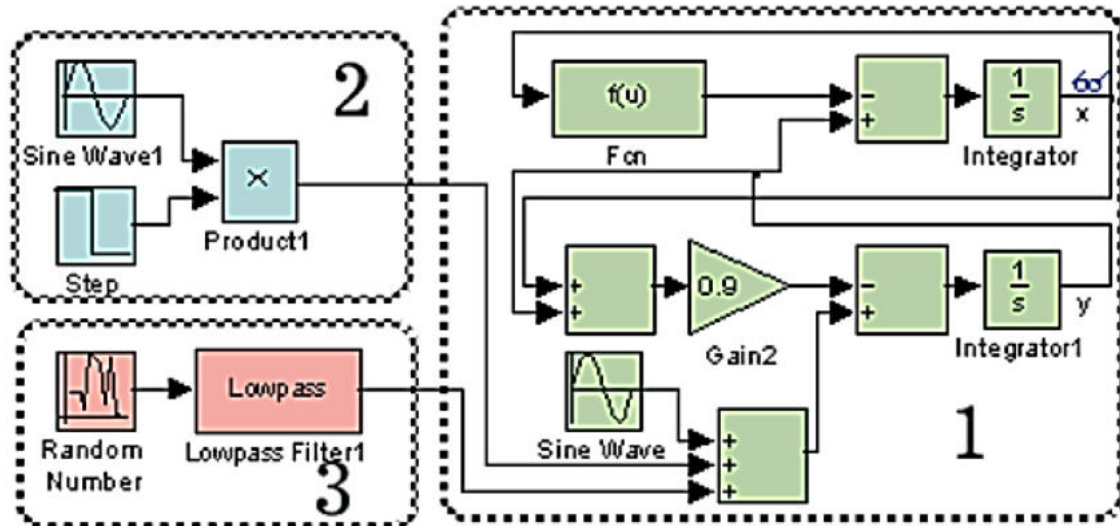 2
Sine Wave1
×
Product1
Step
Random
Number
Lowpass
Lowpass Filter1
3
f(u)
Fcn
−
+
1
s
Integrator
x
+
+
0.9
Gain2
−
+
1
s
Integrator1
y
Sine Wave
+
+
+
1